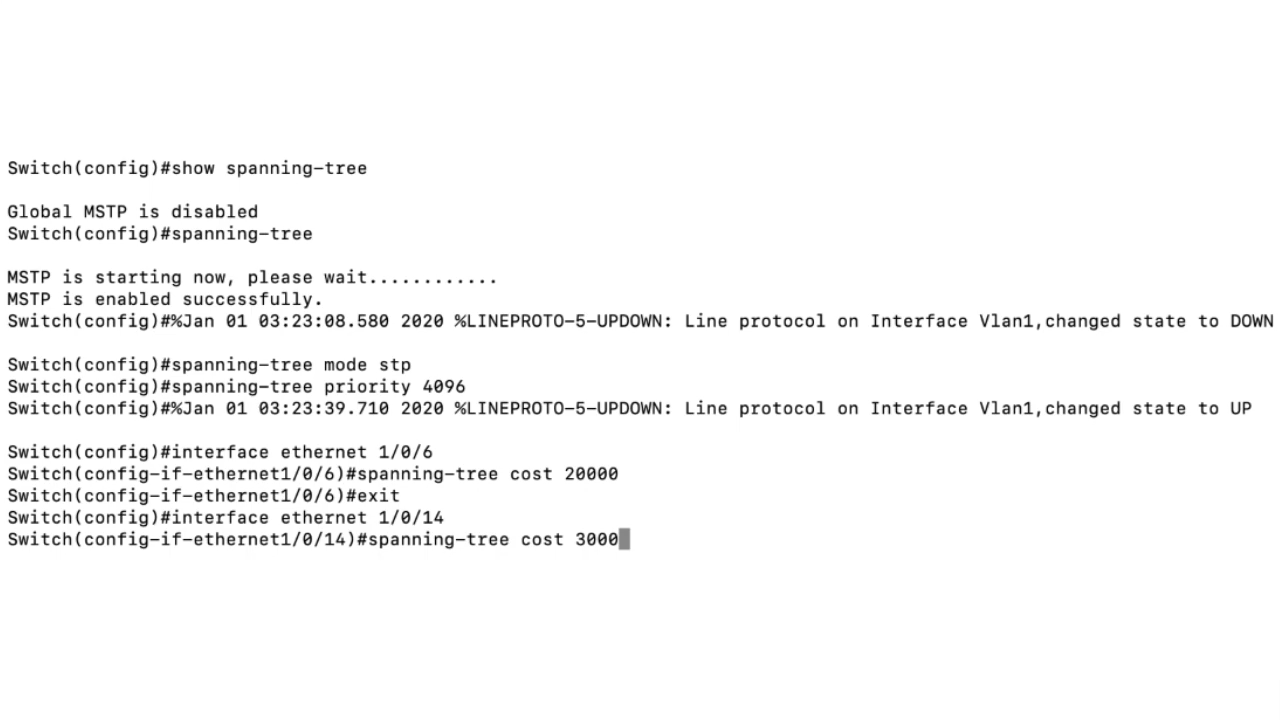 Switch(config)#show spanning-tree
Global MSTP is disabled
Switch(config)#spanning-tree
MSTP is starting now, please wait............
MSTP is enabled successfully.
Switch(config)#%Jan 01 03:23:08.580 2020 %LINEPROTO-5-UPDOWN: Line protocol on Interface Vlan1,changed state to DOWN
Switch(config)#spanning-tree mode stp
Switch(config)#spanning-tree priority 4096
Switch(config)#%Jan 01 03:23:39.710 2020 %LINEPROTO-5-UPDOWN: Line protocol on Interface Vlan1,changed state to UP
Switch(config)#interface ethernet 1/0/6
Switch(config-if-ethernet1/0/6)#spanning-tree cost 20000
Switch(config-if-ethernet1/0/6)#exit
Switch(config)#interface ethernet 1/0/14
Switch(config-if-ethernet1/0/14)#spanning-tree cost 3000